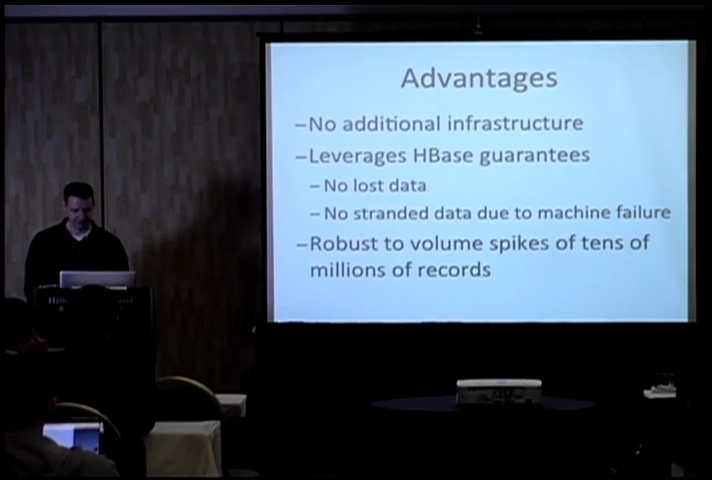 Advantages
–No additional infrastructure
–Leverages HBase guarantees
–No lost data
–No stranded data due to machine failure
–Robust to volume spikes of tens of
millions of records